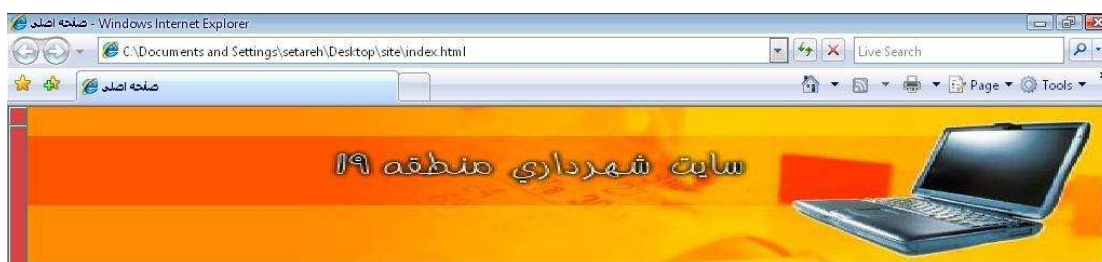 صفحه اصلی - Windows Internet Explorer
C:\Documents and Settings\setareh\Desktop\site\index.html
Live Search
صفحه اصلی
Page
Tools
سایت شهرداري منطقه ۱۹